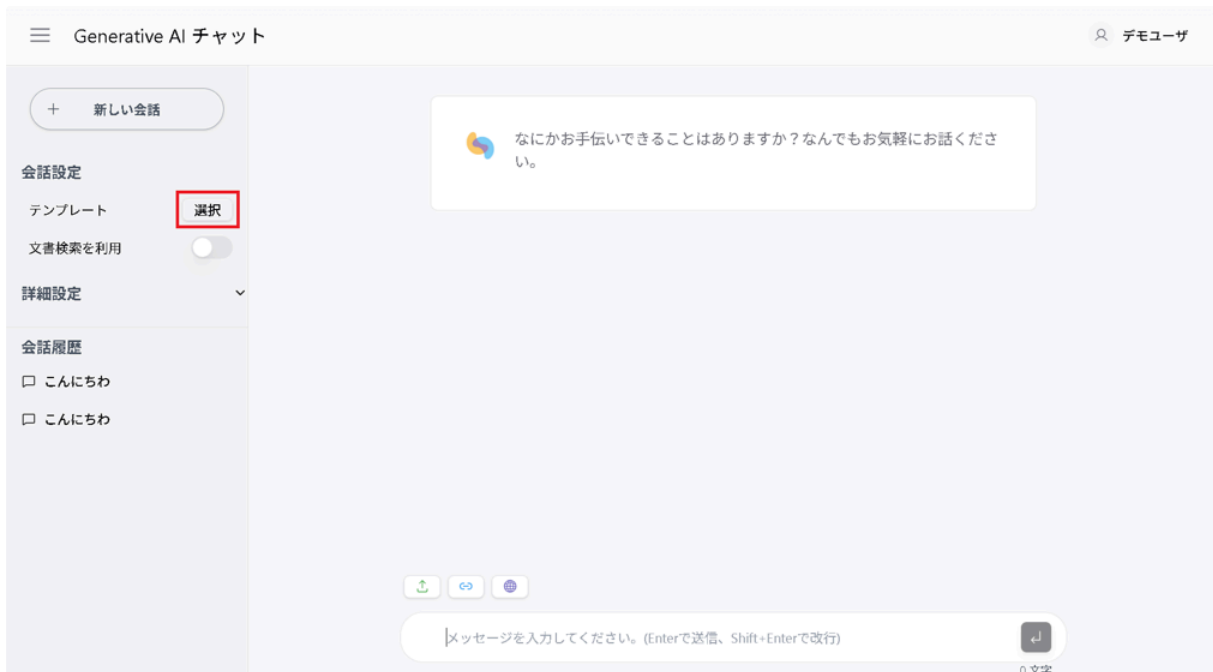 Generative AI チャット
デモユーザ
新しい会話
会話設定
テンプレート
選択
文書検索を利用
詳細設定
会話履歴
こんにちわ
こんにちわ
なにかお手伝いできることはありますか？なんでもお気軽にお話くださ
い。
メッセージを入力してください。(Enterで送信、Shift+Enterで改行)
0 文字